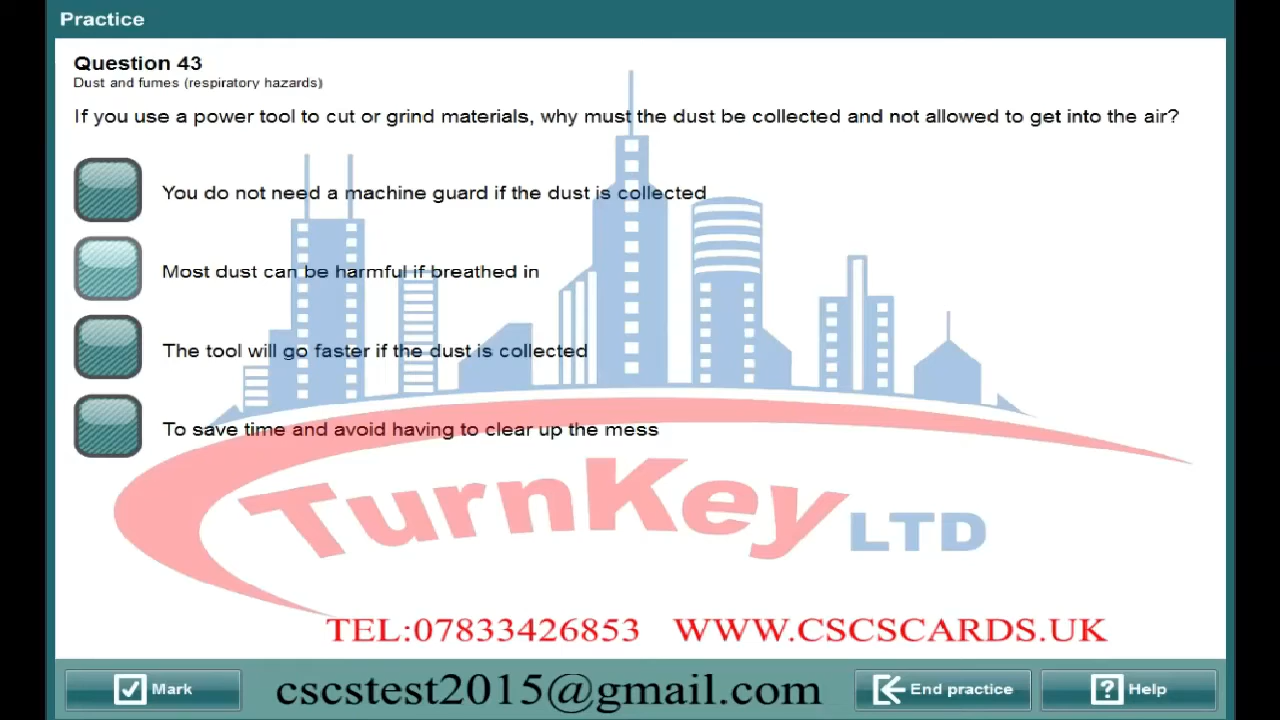 Practice
Question 43
Dust and fumes (respiratory hazards)
If you use a power tool to cut or grind materials, why must the dust be collected and not allowed to get into the air?
You do not need a machine guard if the dust is collected
Most dust can be harmful if breathed in
The tool will go faster if the dust is collected
To save time and avoid having to clear up the mess
TurnKey LTD
TEL:07833426853 WWW.CSCSCARDS.UK
Mark cscstest2015@gmail.com End practice ? Help